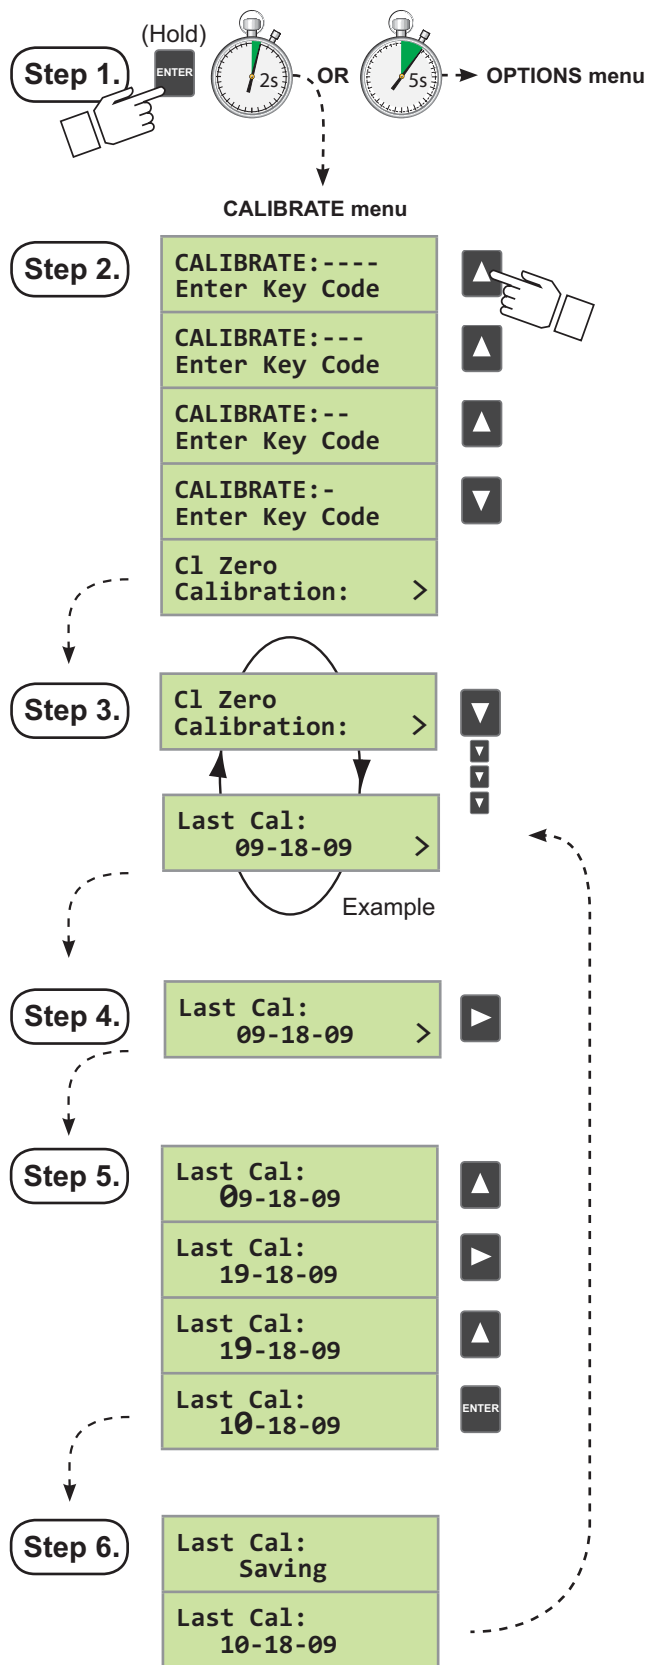 (Hold)
Step 1.
ENTER
2s
OR
5s
OPTIONS menu
CALIBRATE menu
Step 2.
CALIBRATE:----
Enter Key Code
CALIBRATE:---
Enter Key Code
CALIBRATE:--
Enter Key Code
CALIBRATE:-
Enter Key Code
Cl Zero
Calibration: >
Step 3.
Cl Zero
Calibration: >
Last Cal:
09-18-09 >
Example
Step 4.
Last Cal:
09-18-09 >
Step 5.
Last Cal:
09-18-09
Last Cal:
19-18-09
Last Cal:
19-18-09
Last Cal:
10-18-09
ENTER
Step 6.
Last Cal:
Saving
Last Cal:
10-18-09